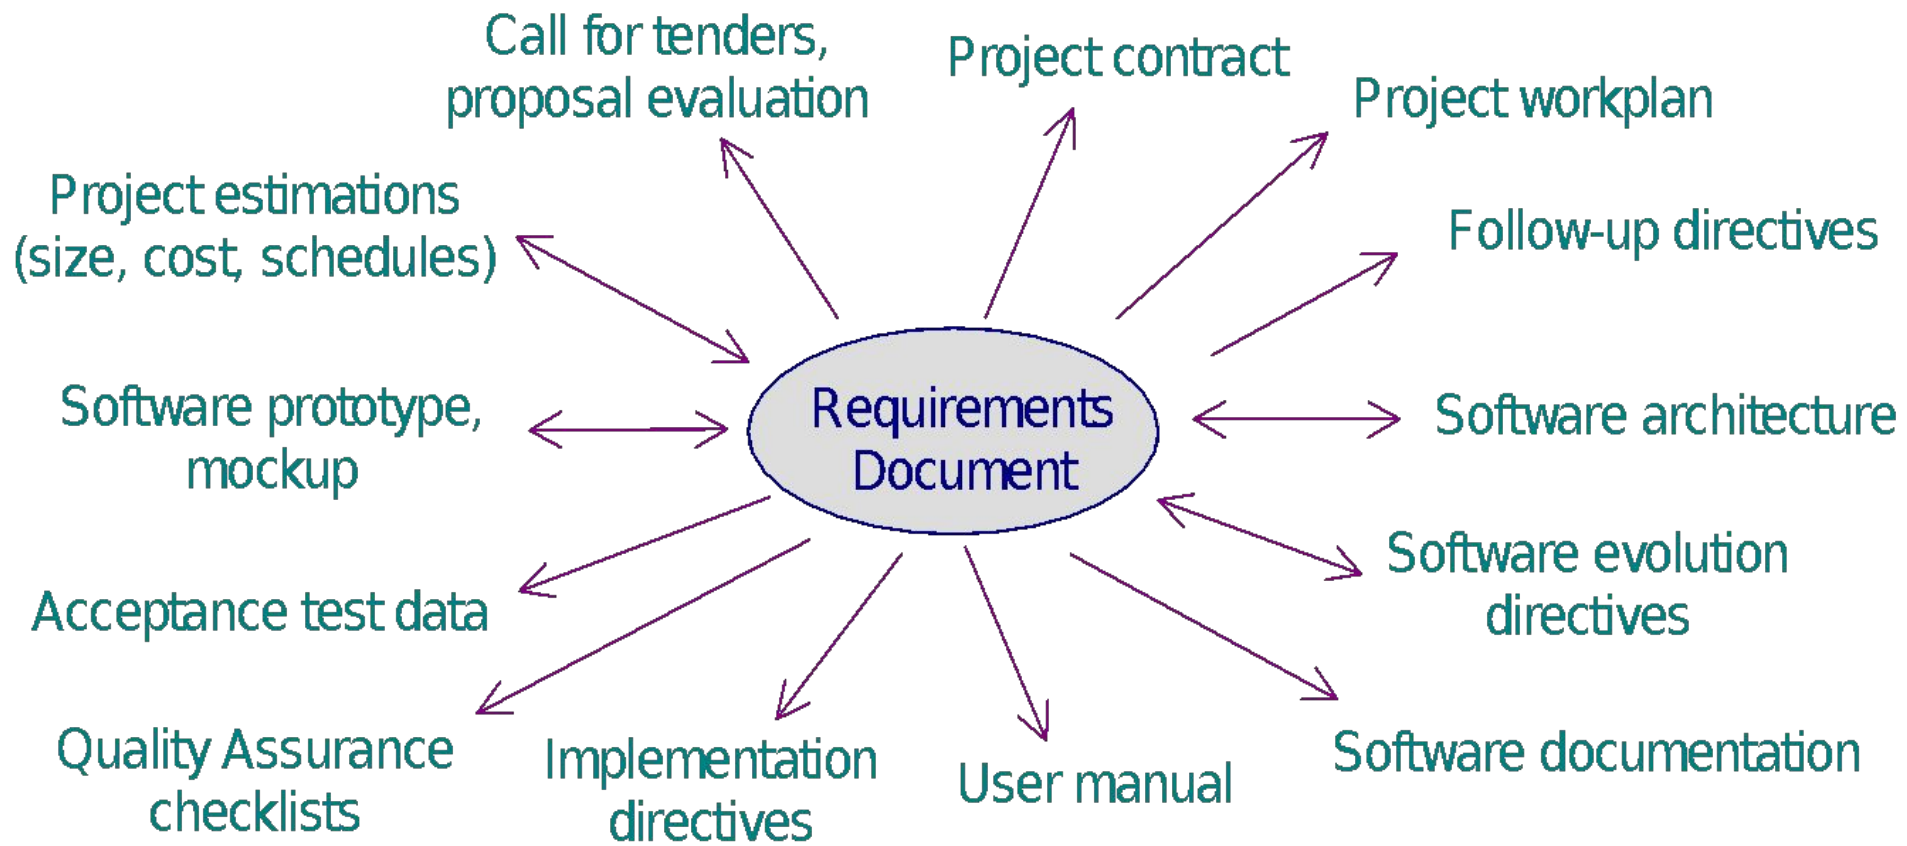 Call for tenders,
proposal evaluation
Project contract
Project workplan
Project estimations
(size, cost, schedules)
Follow-up directives
Software prototype,
mockup
Requirements
Document
Software architecture
Acceptance test data
Software evolution
directives
Quality Assurance
checklists
Implementation
directives
User manual
Software documentation